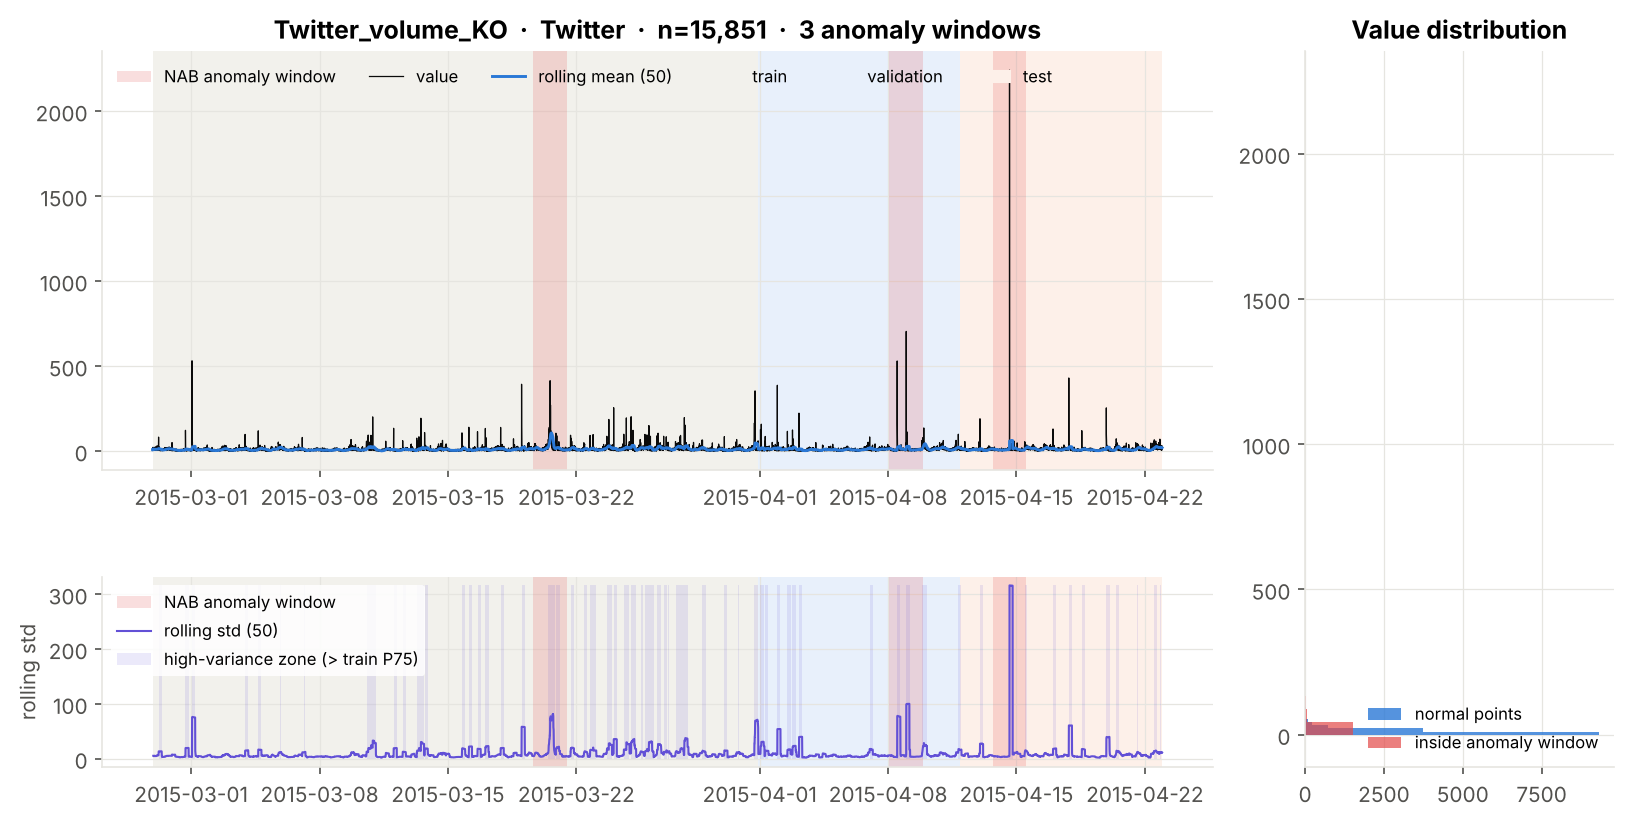 Twitter_volume_KO · Twitter · n=15,851 · 3 anomaly windows
NAB anomaly window
value
rolling mean (50)
train
validation
test
2000
1500
1000
500
0
2015-03-01
2015-03-08
2015-03-15
2015-03-22
2015-04-01
2015-04-08
2015-04-15
2015-04-22
rolling std
NAB anomaly window
rolling std (50)
high-variance zone (> train P75)
300
200
100
0
2015-03-01
2015-03-08
2015-03-15
2015-03-22
2015-04-01
2015-04-08
2015-04-15
2015-04-22
Value distribution
2000
1500
1000
500
0
normal points
inside anomaly window
0
2500
5000
7500